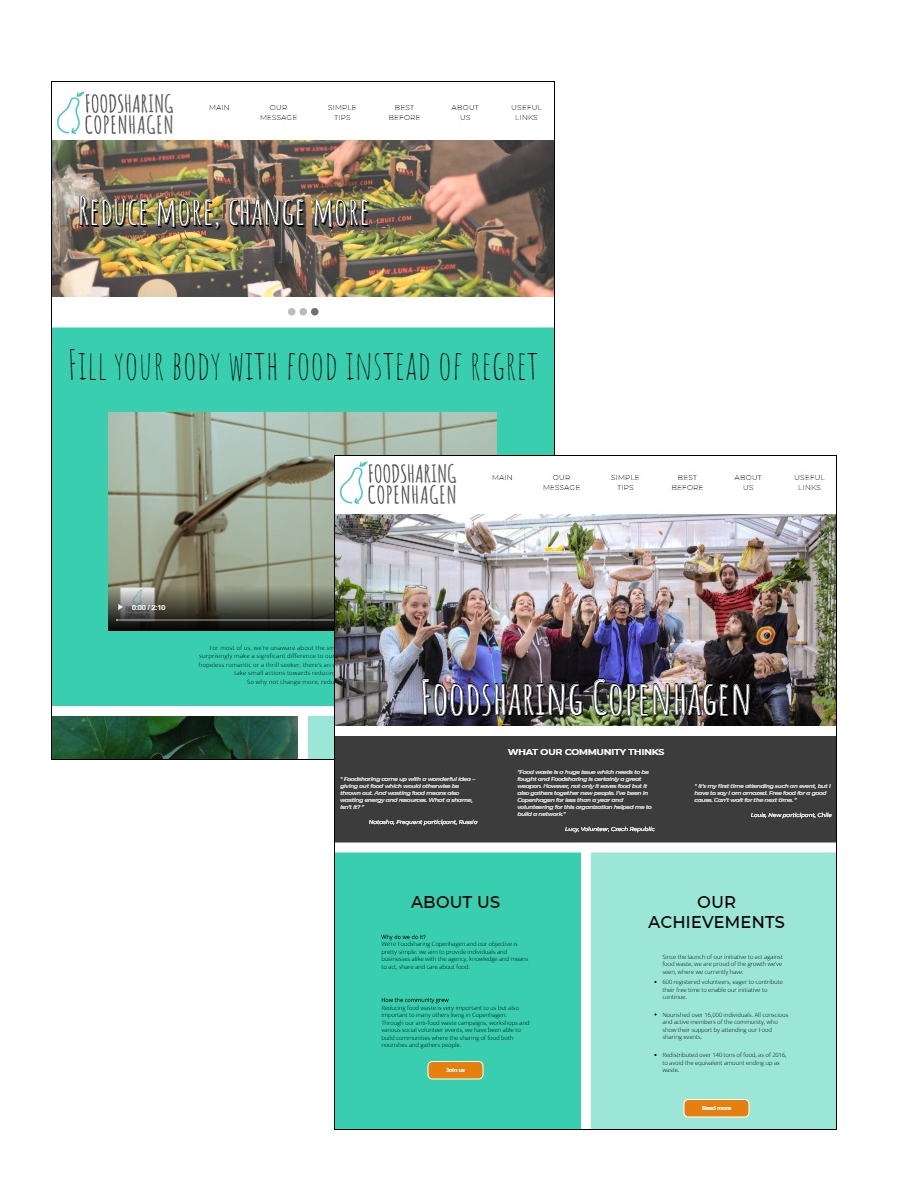 FOODSHARING
COPENHAGEN
MAIN
OUR
MESSAGE
SIMPLE
TIPS
BEST
BEFORE
ABOUT
US
USEFUL
LINKS
WWW.LUNA-FRUIT.COM
WWW.LUNA-FRUIT.COM
REDUCE MORE, CHANGE MORE
WWW.LUNA-FRUIT.COM
LUNA
FILL YOUR BODY WITH FOOD INSTEAD OF REGRET
0:00 / 2:10
For most of us, we're unaware about the
surprisingly make a significant difference to our
hopeless romantic or a thrill seeker, there's an
take small actions towards
So why not change more,
FOODSHARING
COPENHAGEN
MAIN
OUR
MESSAGE
SIMPLE
TIPS
BEST
BEFORE
ABOUT
US
USEFUL
LINKS
FOODSHARING COPENHAGEN
WHAT OUR COMMUNITY THINKS
" Foodsharing came up with a wonderful idea –
giving out food which would otherwise be
thrown out. And wasting food means also
wasting energy and resources. What a shame,
isn't it? "
Natasha, Frequent participant, Russia
"Food waste is a huge issue which needs to be
fought and Foodsharing is certainly a great
weapon. However, not only it saves food but it
also gathers together new people. I've been in
Copenhagen for less than a year and
volunteering for this organization helped me to
build a network."
Lucy, Volunteer, Czech Republic
" It's my first time attending such an event, but I
have to say I am amazed. Free food for a good
cause. Can't wait for the next time. "
Louis, New participant, Chile
ABOUT US
Why do we do it?
We're Foodsharing Copenhagen and our objective is
pretty simple: we aim to provide individuals and
businesses alike with the agency, knowledge and means
to act, share and care about food.
How the community grew
Reducing food waste is very important to us but also
important to many others living in Copenhagen.
Through our anti-food waste campaigns, workshops and
various social volunteer events, we have been able to
build communities where the sharing of food both
nourishes and gathers people.
Join us
OUR
ACHIEVEMENTS
Since the launch of our initiative to act against
food waste, we are proud of the growth we've
seen, where we currently have:
• 600 registered volunteers, eager to contribute
their free time to enable our initiative to
continue.
• Nourished over 16,000 individuals. All conscious
and active members of the community, who
show their support by attending our Food
sharing events.
• Redistributed over 140 tons of food, as of 2016,
to avoid the equivalent amount ending up as
waste.
Read more